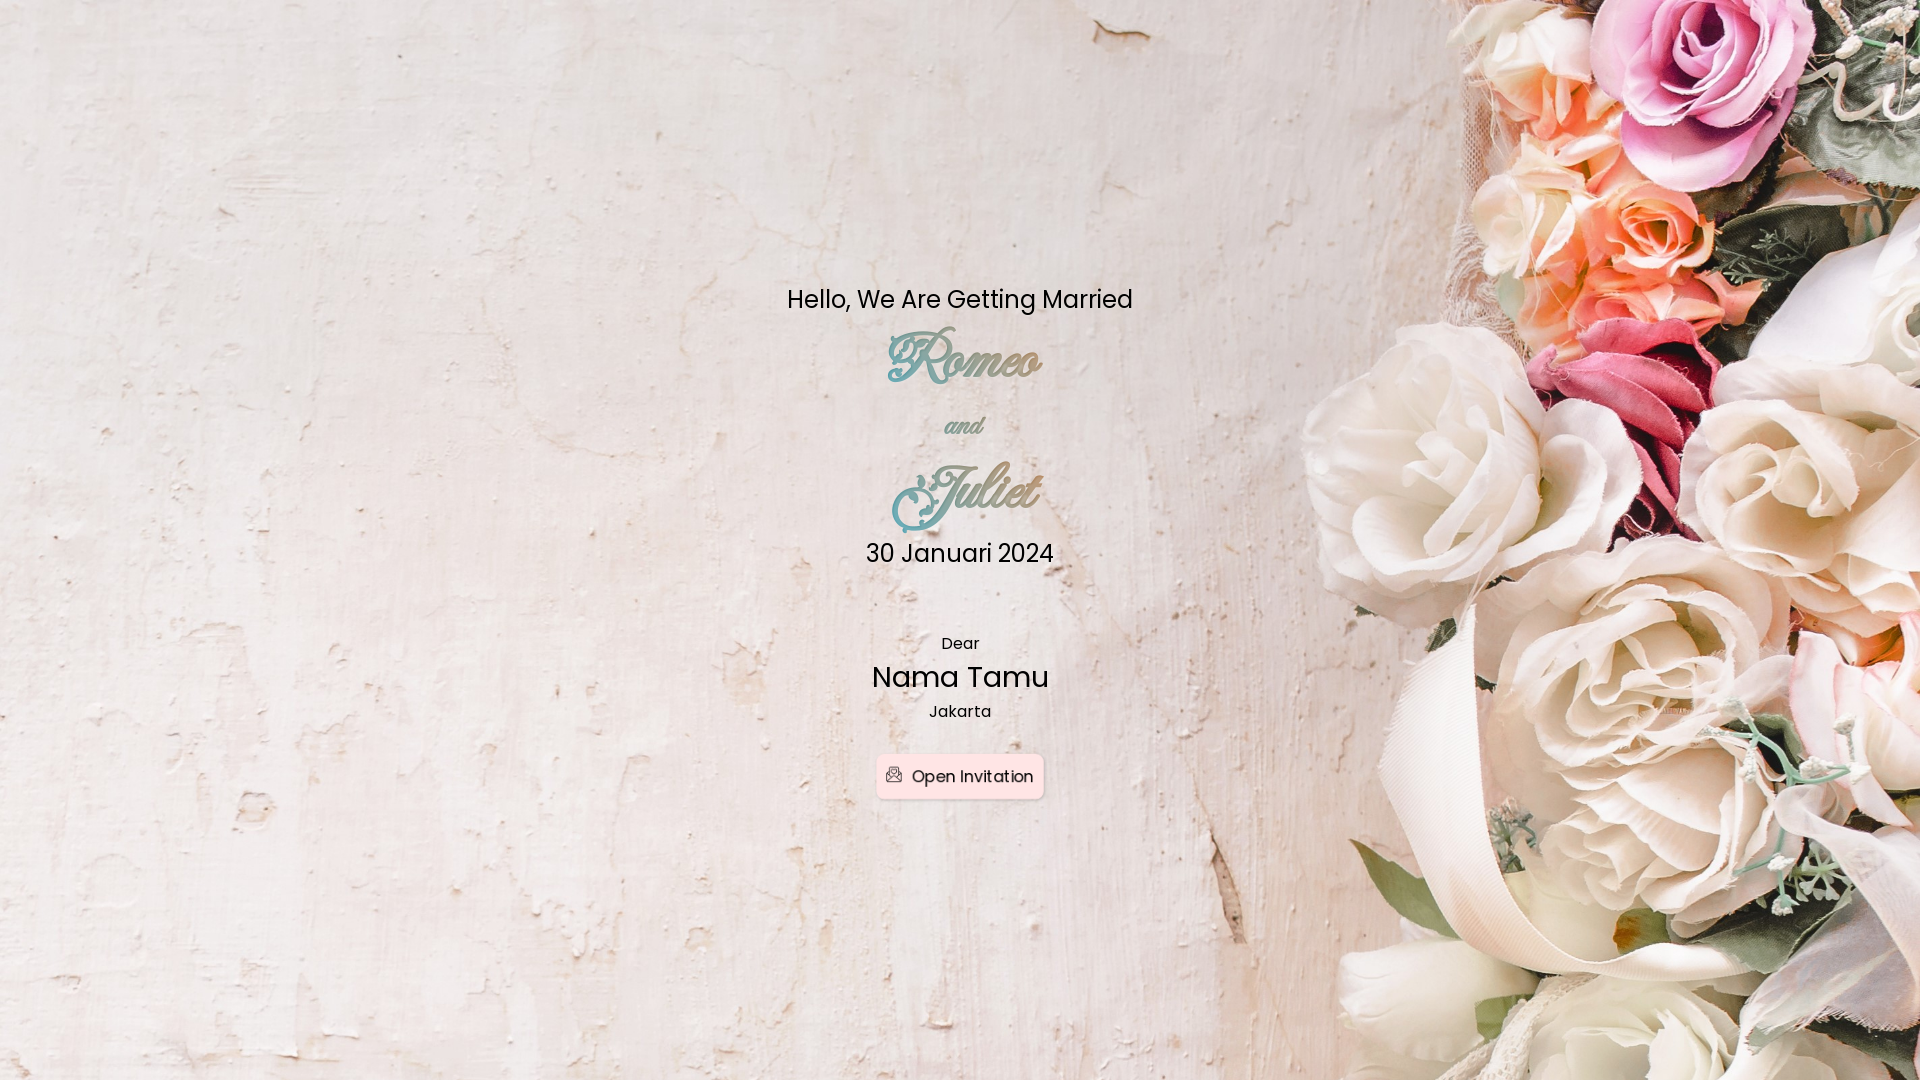 Hello, We Are Getting Married
Romeo
and
Juliet
30 Januari 2024
Dear
Nama Tamu
Jakarta
Open Invitation